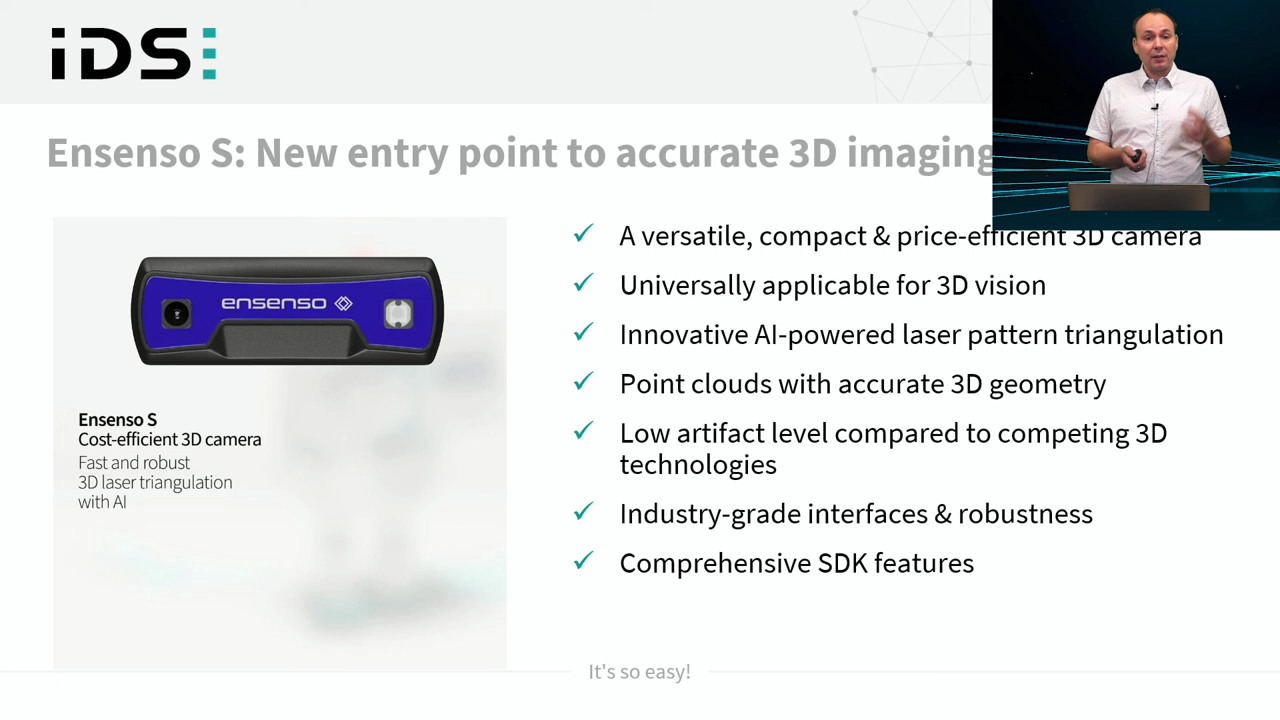 iDS
Ensenso S: New entry point to accurate 3D imaging
ensenso
Ensenso S
Cost-efficient 3D camera
Fast and robust
3D laser triangulation
with AI
A versatile, compact & price-efficient 3D camera
Universally applicable for 3D vision
Innovative AI-powered laser pattern triangulation
Point clouds with accurate 3D geometry
Low artifact level compared to competing 3D
technologies
Industry-grade interfaces & robustness
Comprehensive SDK features
It's so easy!